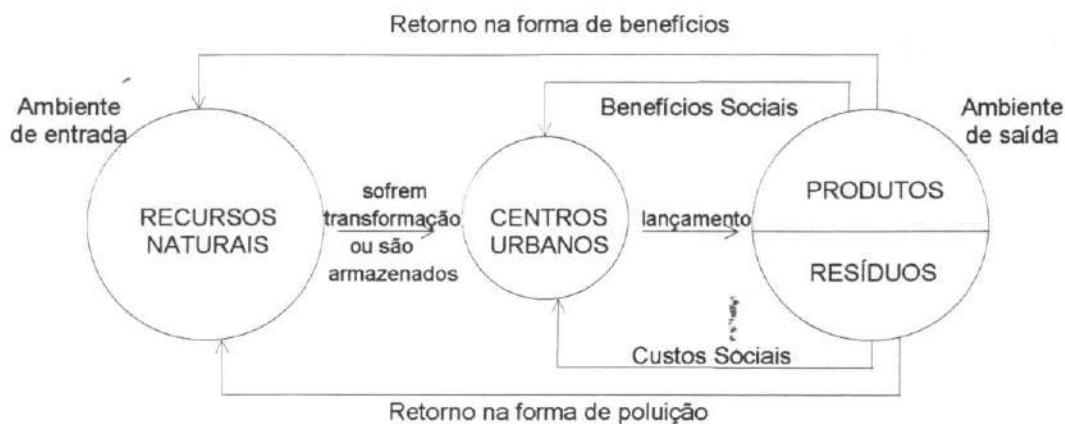 Retorno na forma de benefícios
Ambiente
de entrada
Benefícios Sociais
Ambiente
de saída
RECURSOS
NATURAIS
sofrem
transformação
ou são
armazenados
CENTROS
URBANOS
lançamento
PRODUTOS
RESÍDUOS
Custos Sociais
Retorno na forma de poluição